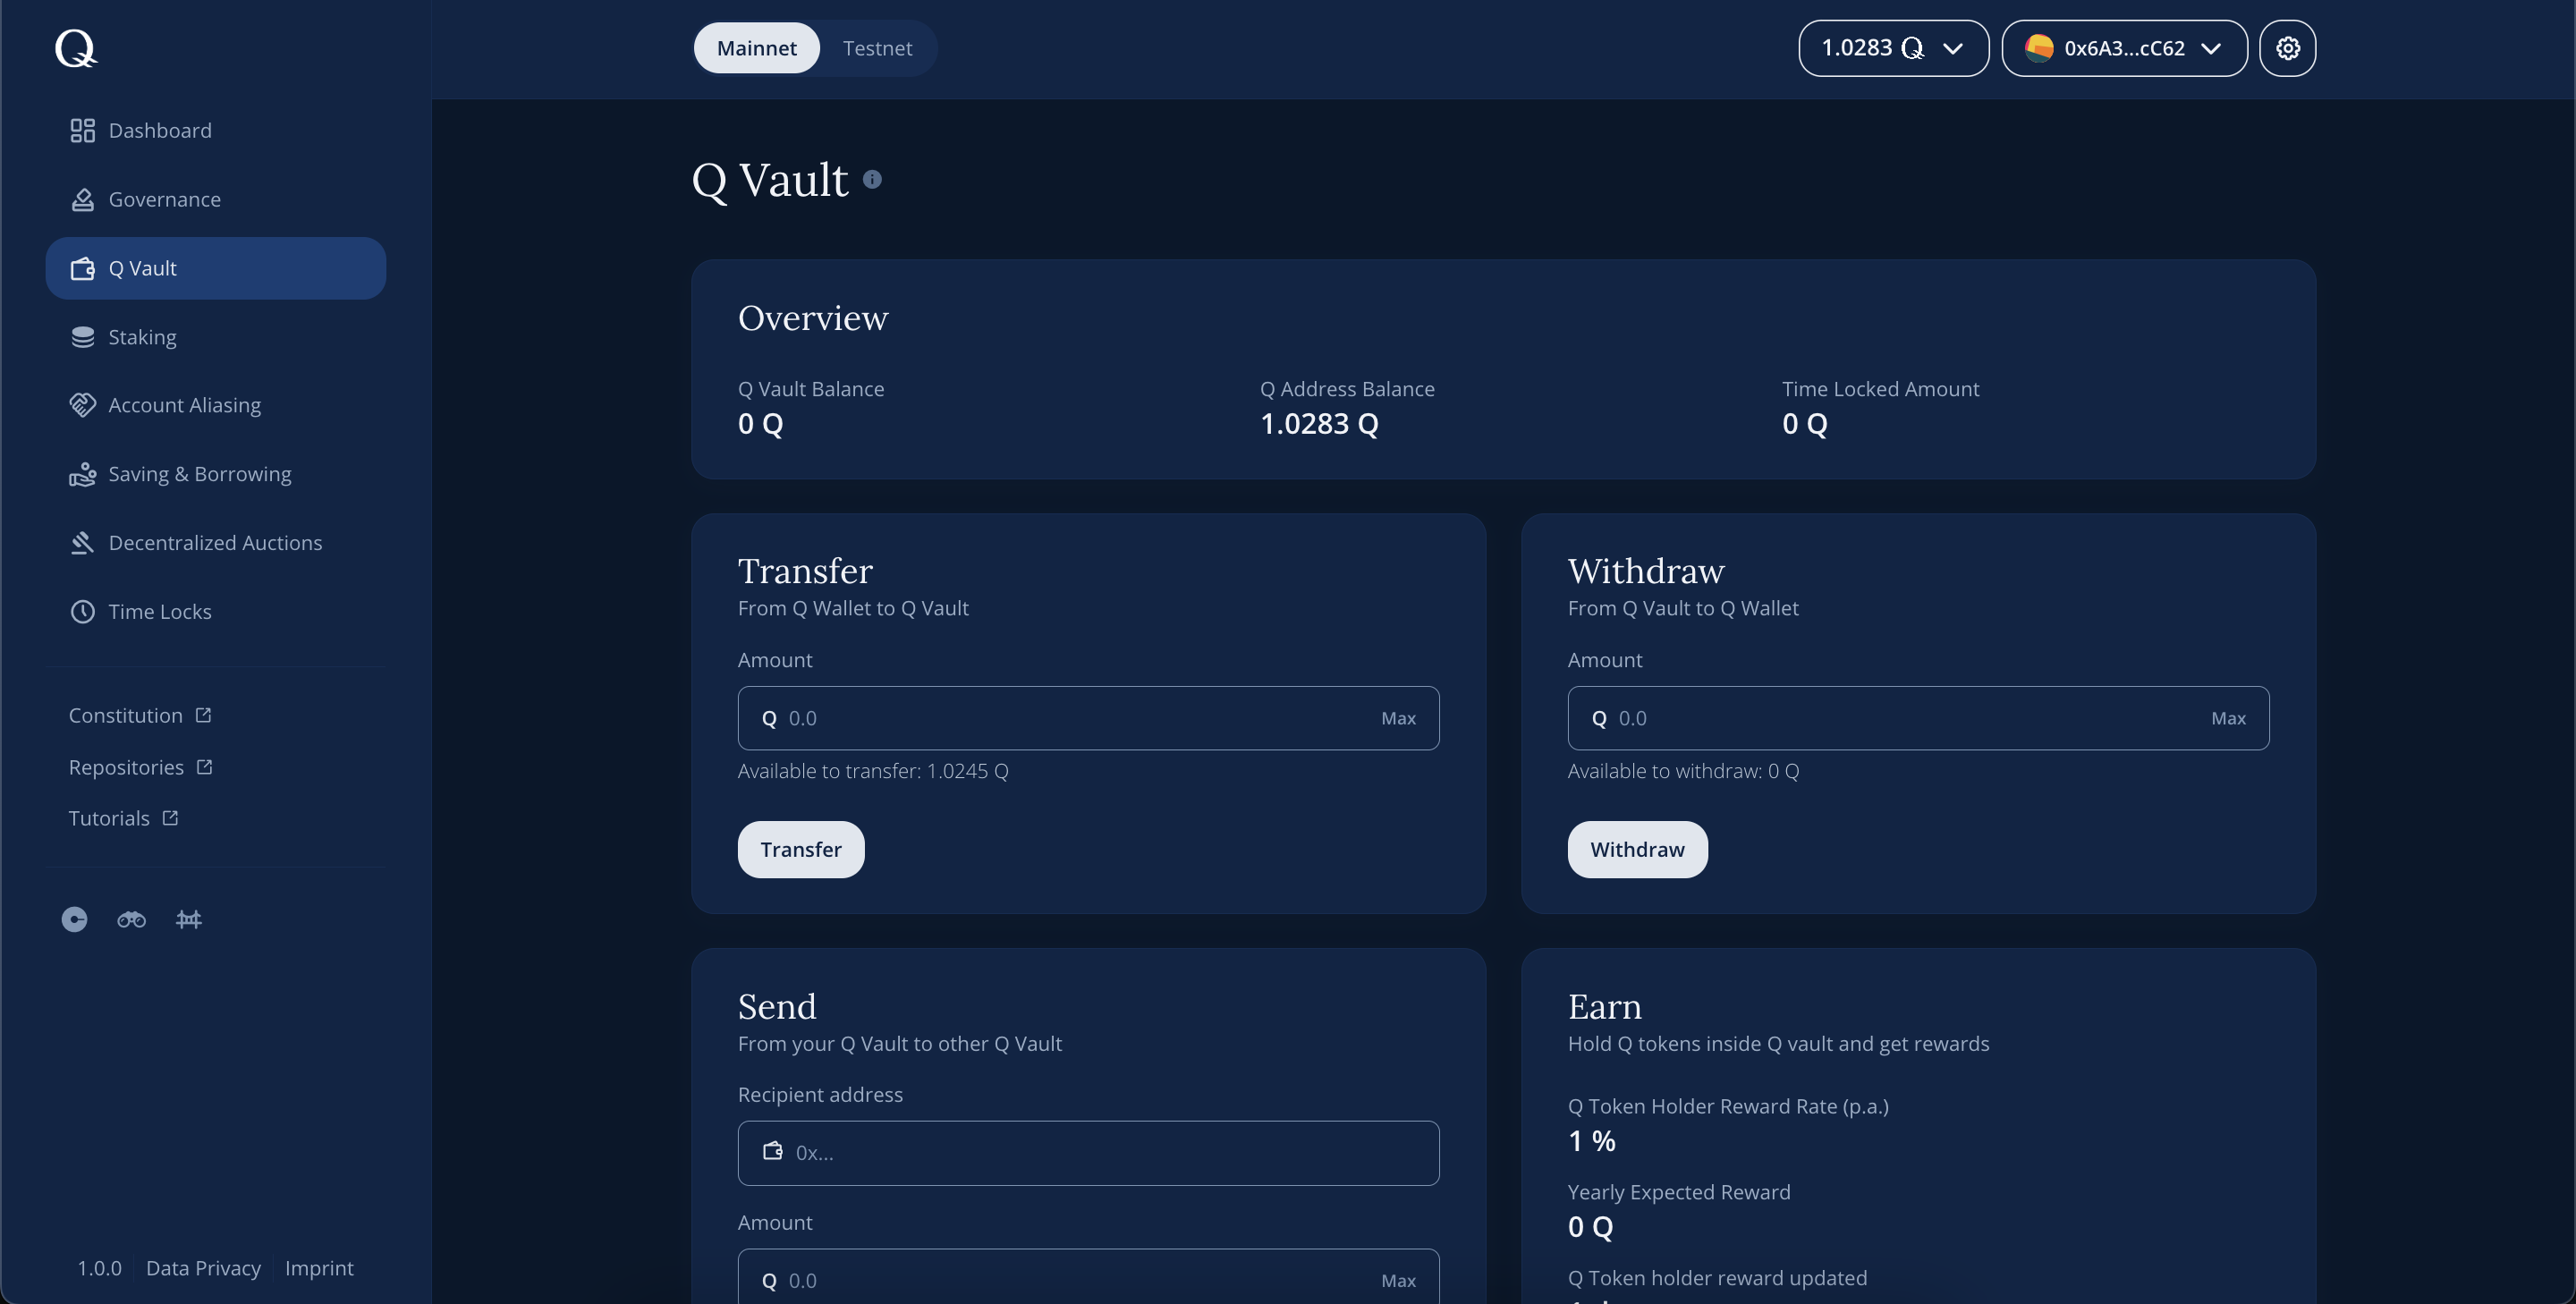 Q
Dashboard
Governance
Q Vault
Staking
Account Aliasing
Saving & Borrowing
Decentralized Auctions
Time Locks
Constitution
Repositories
Tutorials
1.0.0 Data Privacy Imprint
Mainnet Testnet
1.0283 Q 0x6A3...cC62
Q Vault
Overview
Q Vault Balance Q Address Balance Time Locked Amount
0 Q 1.0283 Q 0 Q
Transfer
From Q Wallet to Q Vault
Amount
Q 0.0 Max
Available to transfer: 1.0245 Q
Transfer
Withdraw
From Q Vault to Q Wallet
Amount
Q 0.0 Max
Available to withdraw: 0 Q
Withdraw
Send
From your Q Vault to other Q Vault
Recipient address
0x...
Amount
Q 0.0 Max
Earn
Hold Q tokens inside Q vault and get rewards
Q Token Holder Reward Rate (p.a.)
1 %
Yearly Expected Reward
0 Q
Q Token holder reward updated